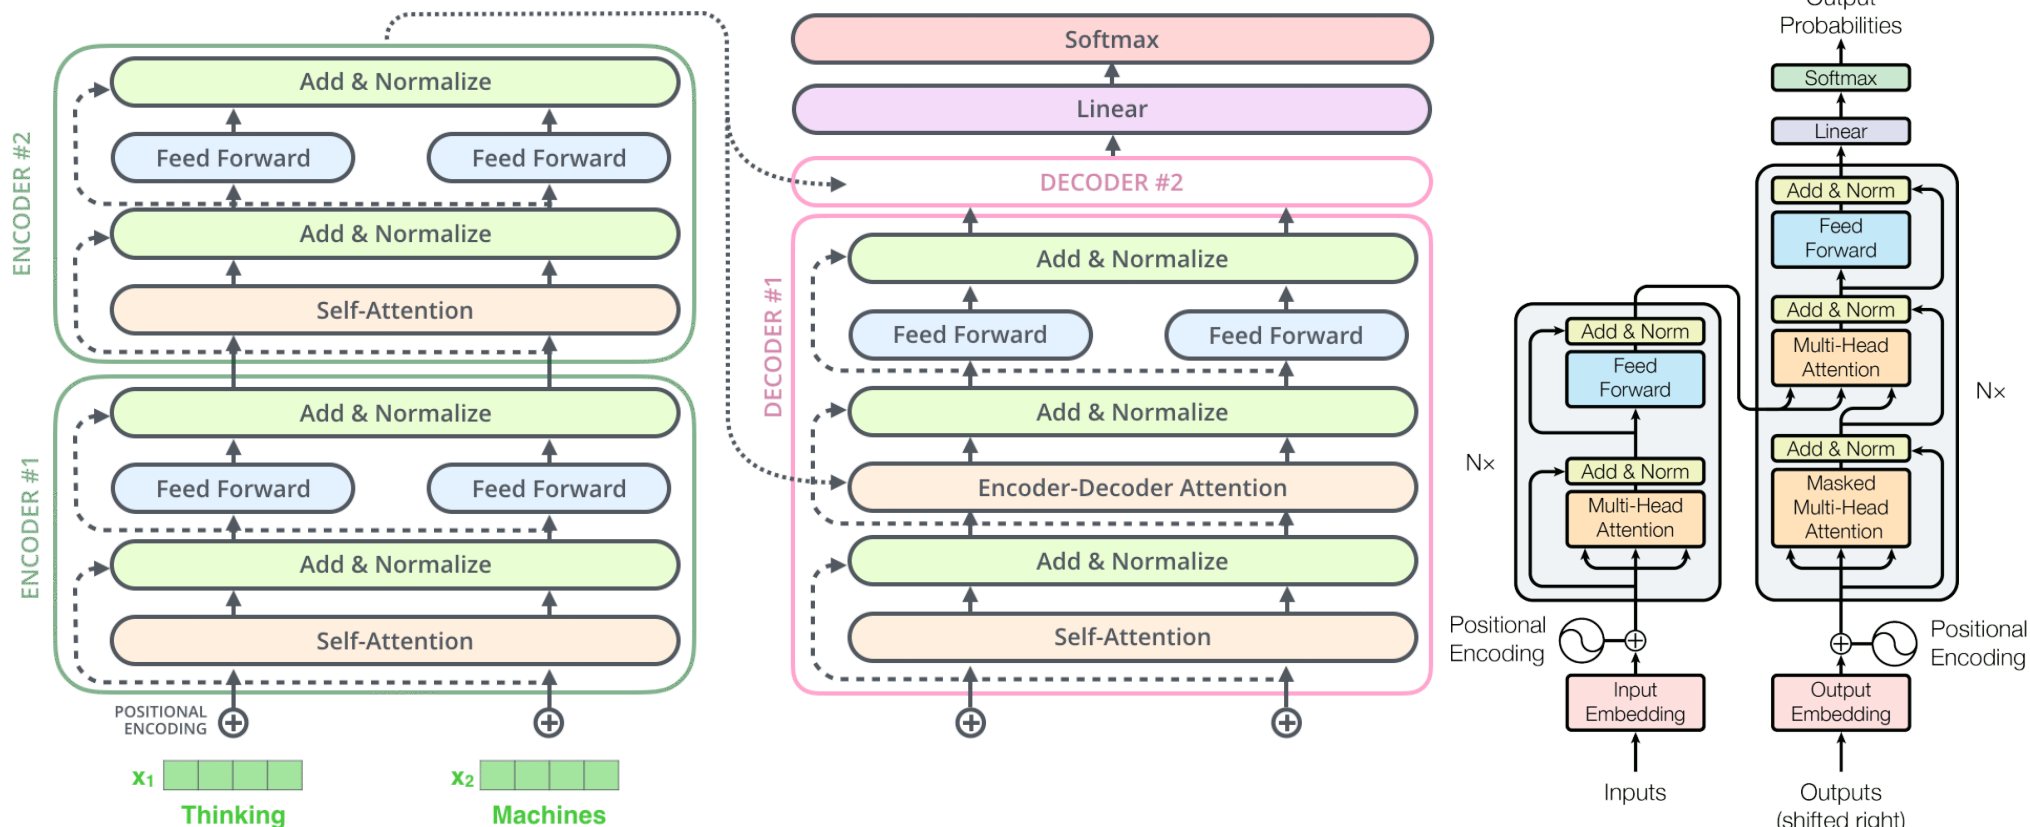 ENCODER #2
Add & Normalize
Feed Forward
Feed Forward
Add & Normalize
Self-Attention
ENCODER #1
Add & Normalize
Feed Forward
Feed Forward
Add & Normalize
Self-Attention
POSITIONAL
ENCODING
x1
x2
Thinking
Machines
Softmax
Linear
DECODER #2
DECODER #1
Add & Normalize
Feed Forward
Feed Forward
Add & Normalize
Encoder-Decoder Attention
Add & Normalize
Self-Attention
Output
Probabilities
Softmax
Linear
Add & Norm
Feed
Forward
Add & Norm
Multi-Head
Attention
Nx
Add & Norm
Masked
Multi-Head
Attention
Add & Norm
Feed
Forward
Nx
Add & Norm
Multi-Head
Attention
Positional
Encoding
Positional
Encoding
Input
Embedding
Output
Embedding
Inputs
Outputs
(shifted right)